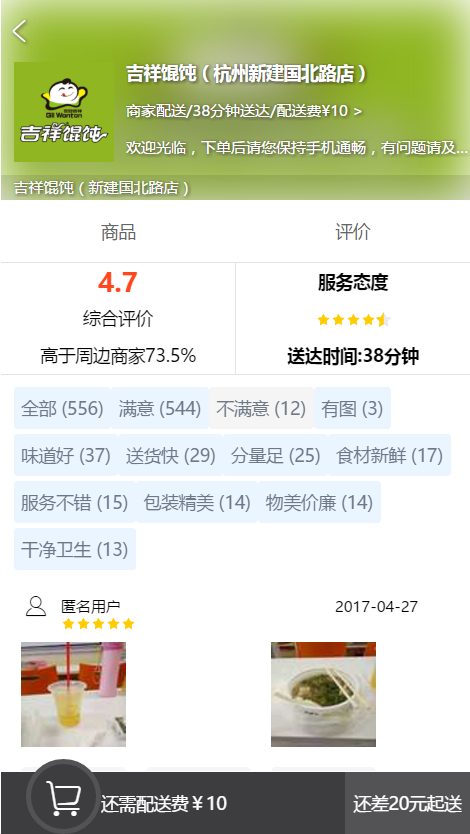 吉祥馄饨（杭州新建国北路店）
商家配送/38分钟送达/配送费¥10 >
欢迎光临，下单后请您保持手机通畅，有问题请及...
Gli Wonton
吉祥馄饨
吉祥馄饨（新建国北路店）
商品 评价
4.7 服务态度
综合评价
高于周边商家73.5% 送达时间:38分钟
全部 (556) 满意 (544) 不满意 (12) 有图 (3)
味道好 (37) 送货快 (29) 分量足 (25) 食材新鲜 (17)
服务不错 (15) 包装精美 (14) 物美价廉 (14)
干净卫生 (13)
匿名用户 2017-04-27
还需配送费￥10 还差20元起送